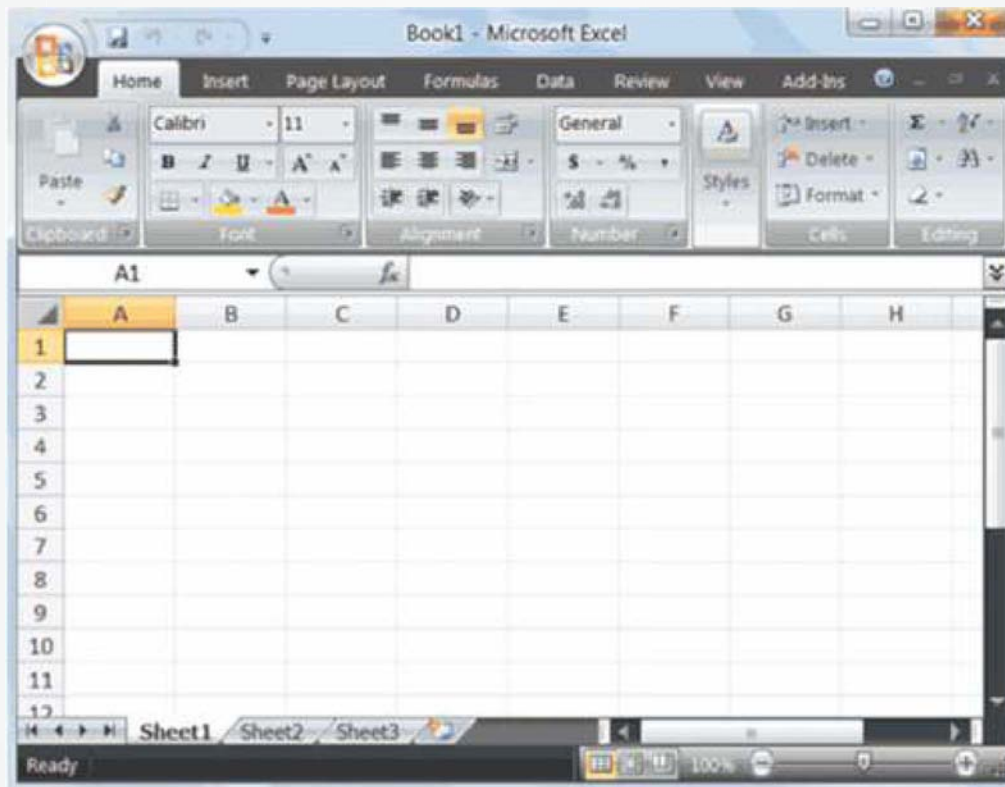 Book1 - Microsoft Excel
Home Insert Page Layout Formulas Data Review View Add-Ins
Calibri 11 General Insert
B I U A A $ % , Delete
Paste A Styles Format
Clipboard Font Alignment Number Cells Editing
A1 fx
A B C D E F G H
1
2
3
4
5
6
7
8
9
10
11
12
Sheet1 Sheet2 Sheet3
Ready 100%